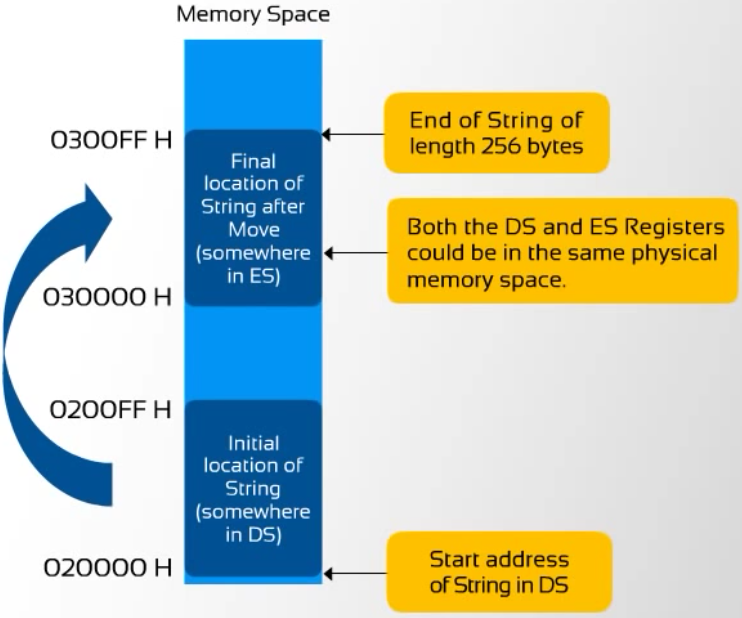 Memory Space
0300FF H
End of String of
length 256 bytes
Final
location of
String after
Move
(somewhere
in ES)
Both the DS and ES Registers
could be in the same physical
memory space.
030000 H
0200FF H
Initial
location of
String
(somewhere
in DS)
020000 H
Start address
of String in DS